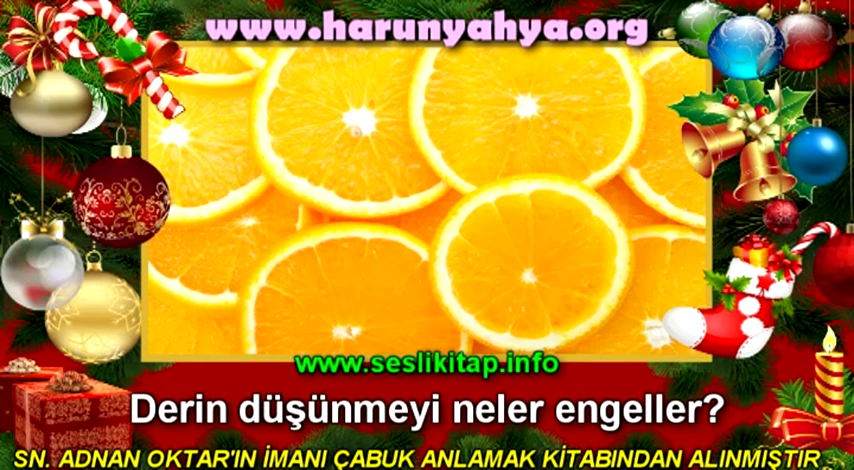 www.harunyahya.org
www.seslikitap.info
Derin düşünmeyi neler engeller?
SN. ADNAN OKTAR'IN İMANI ÇABUK ANLAMAK KİTABINDAN ALINMIŞTIR.